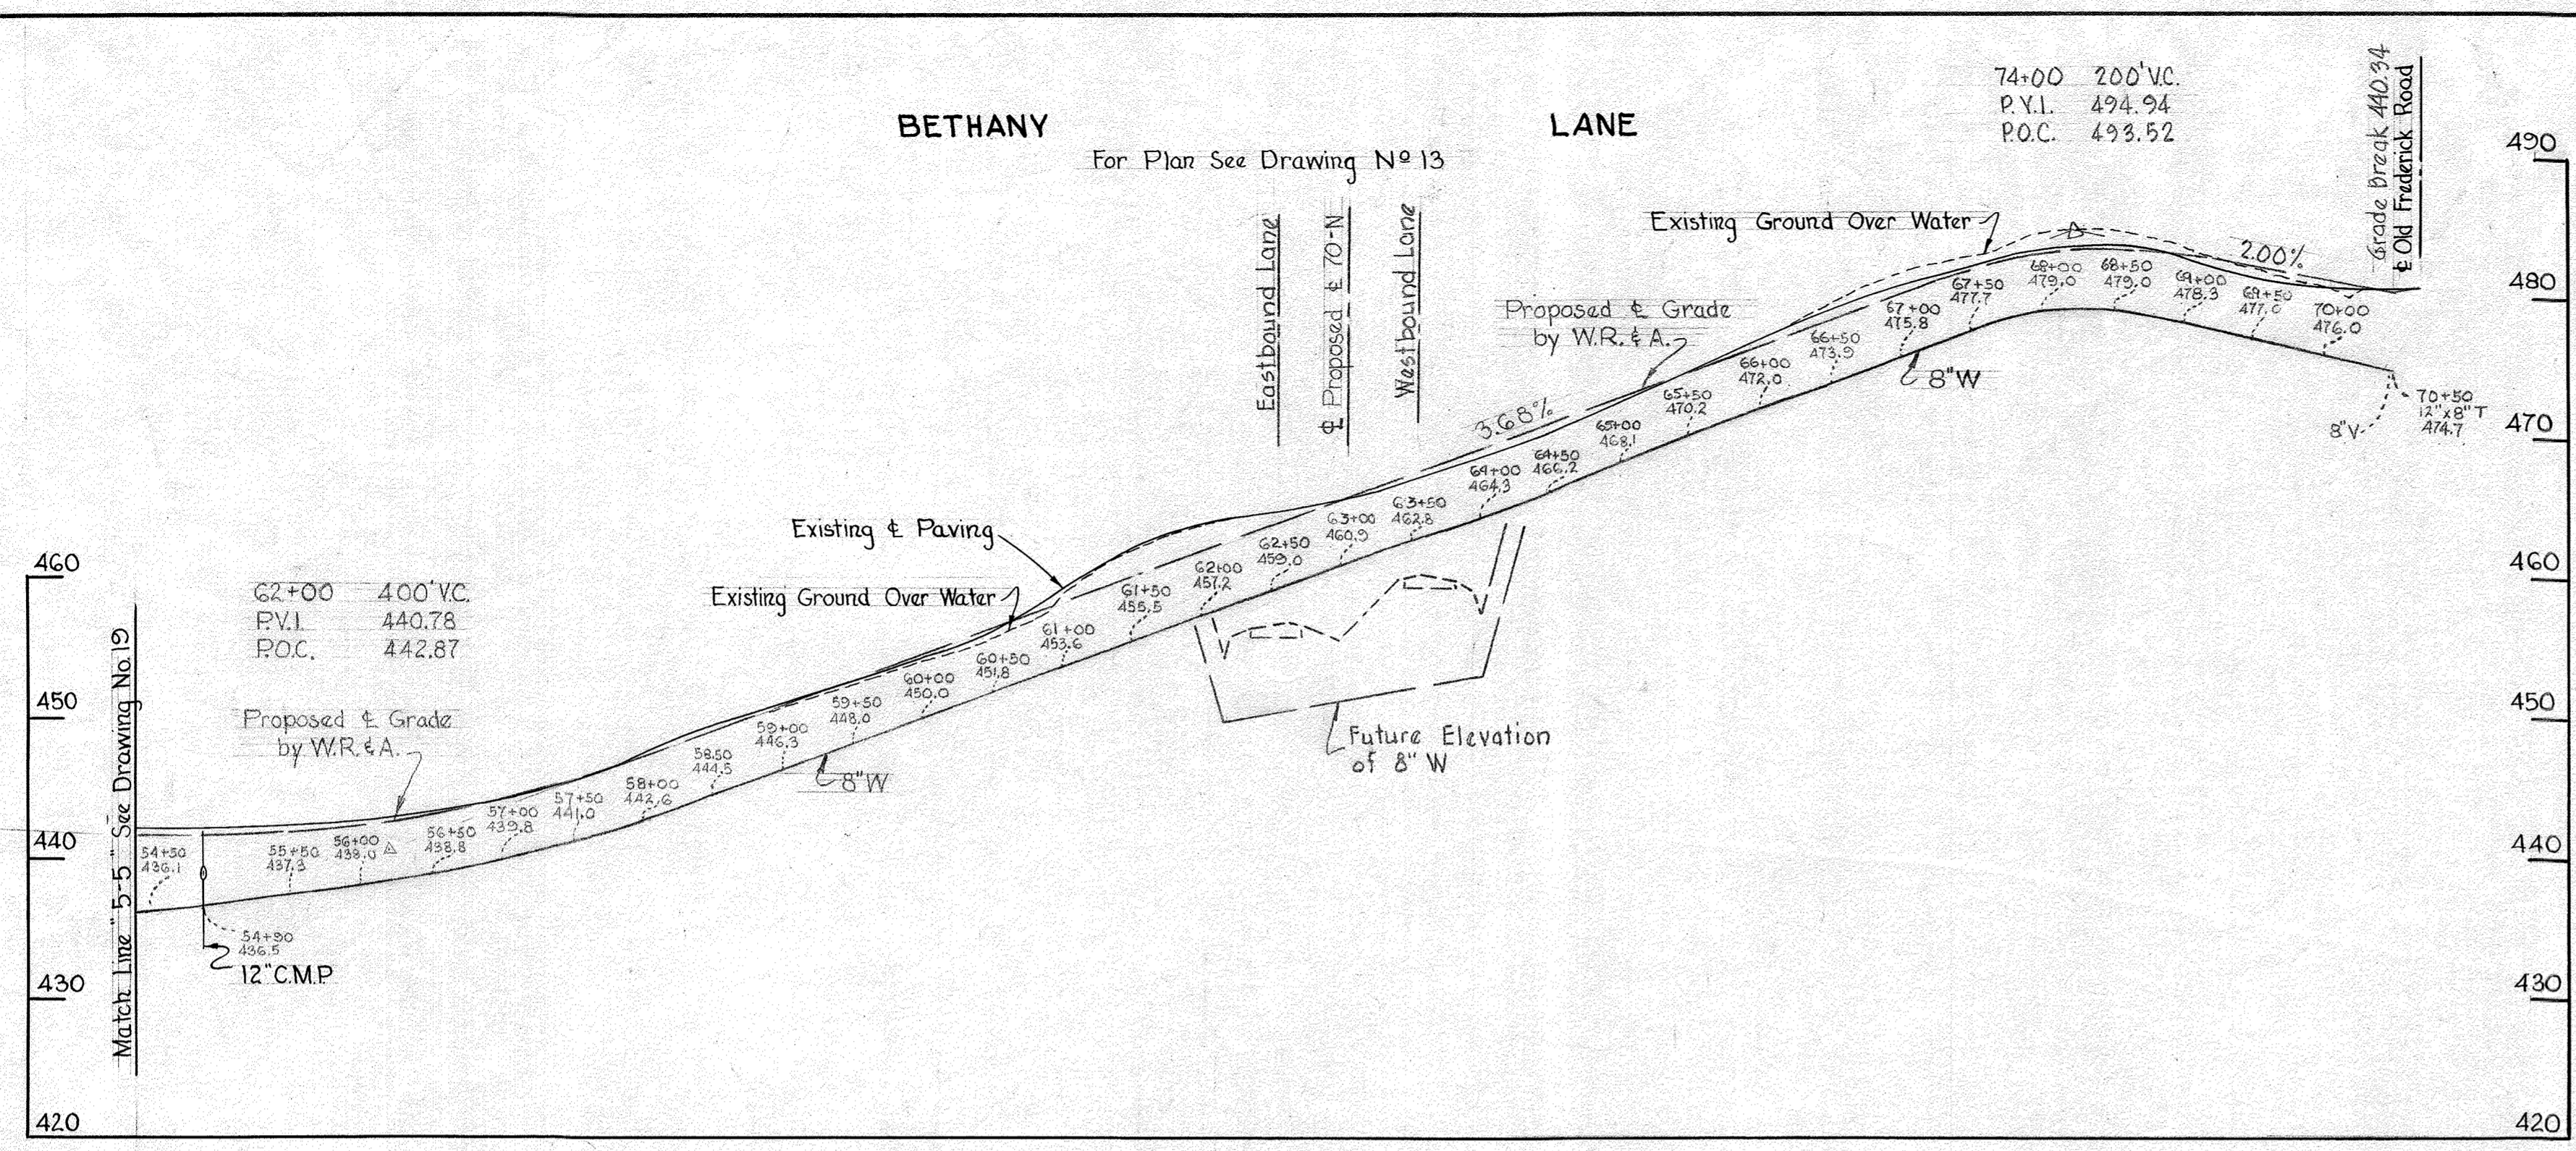 BETHANY LANE
For Plan See Drawing Nº 13
74+00 200' V.C.
P.V.I. 494.94
P.O.C. 493.52
Grade Break 440.34
℄ Old Frederick Road
490
480
470
460
450
440
430
420
Eastbound Lane
℄ Proposed ℄ 70-N
Westbound Lane
Existing Ground Over Water
2.00%
Proposed ℄ Grade
by W.R. & A.
3.68%
8"W
70+50
12"x8" T
474.7
8"V
Existing ℄ Paving
Existing Ground Over Water
460
450
440
430
420
62+00 400' V.C.
P.V.I. 440.78
P.O.C. 442.87
Proposed ℄ Grade
by W.R. & A.
Match Line "5-5" See Drawing No. 19
54+50
436.1
54+90
436.5
12" C.M.P.
55+50
437.3
56+00
438.0
56+50
438.8
57+00
439.8
57+50
441.0
58+00
442.6
58.50
444.5
59+00
446.3
59+50
448.0
8"W
60+00
450.0
60+50
451.8
61+00
453.6
61+50
455.5
62+00
457.2
62+50
459.0
63+00
460.9
63+50
462.8
64+00
464.3
64+50
466.2
65+00
468.1
65+50
470.2
66+00
472.0
66+50
473.9
67+00
475.8
67+50
477.7
68+00
479.0
68+50
479.0
69+00
478.3
69+50
477.0
70+00
476.0
Future Elevation
of 8" W